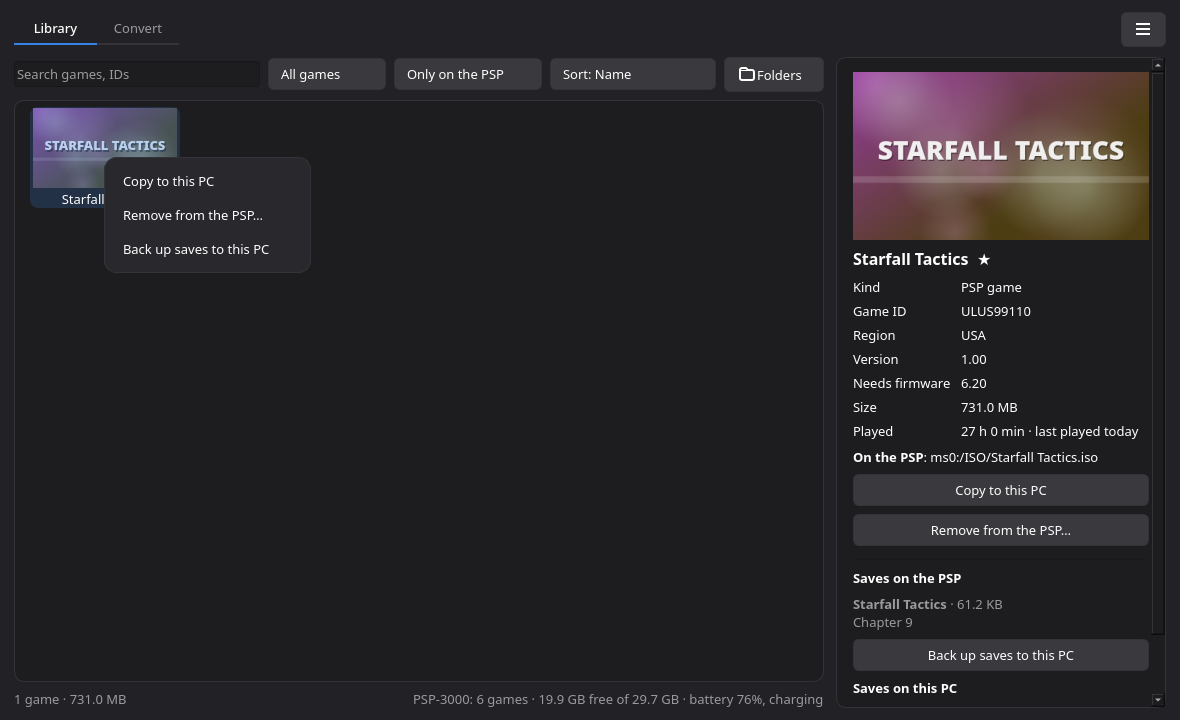 Library
Convert
Search games, IDs
All games
Only on the PSP
Sort: Name
Folders
STARFALL TACTICS
Starfall
Copy to this PC
Remove from the PSP...
Back up saves to this PC
STARFALL TACTICS
Starfall Tactics ★
Kind PSP game
Game ID ULUS99110
Region USA
Version 1.00
Needs firmware 6.20
Size 731.0 MB
Played 27 h 0 min · last played today
On the PSP: ms0:/ISO/Starfall Tactics.iso
Copy to this PC
Remove from the PSP...
Saves on the PSP
Starfall Tactics · 61.2 KB
Chapter 9
Back up saves to this PC
Saves on this PC
1 game · 731.0 MB
PSP-3000: 6 games · 19.9 GB free of 29.7 GB · battery 76%, charging